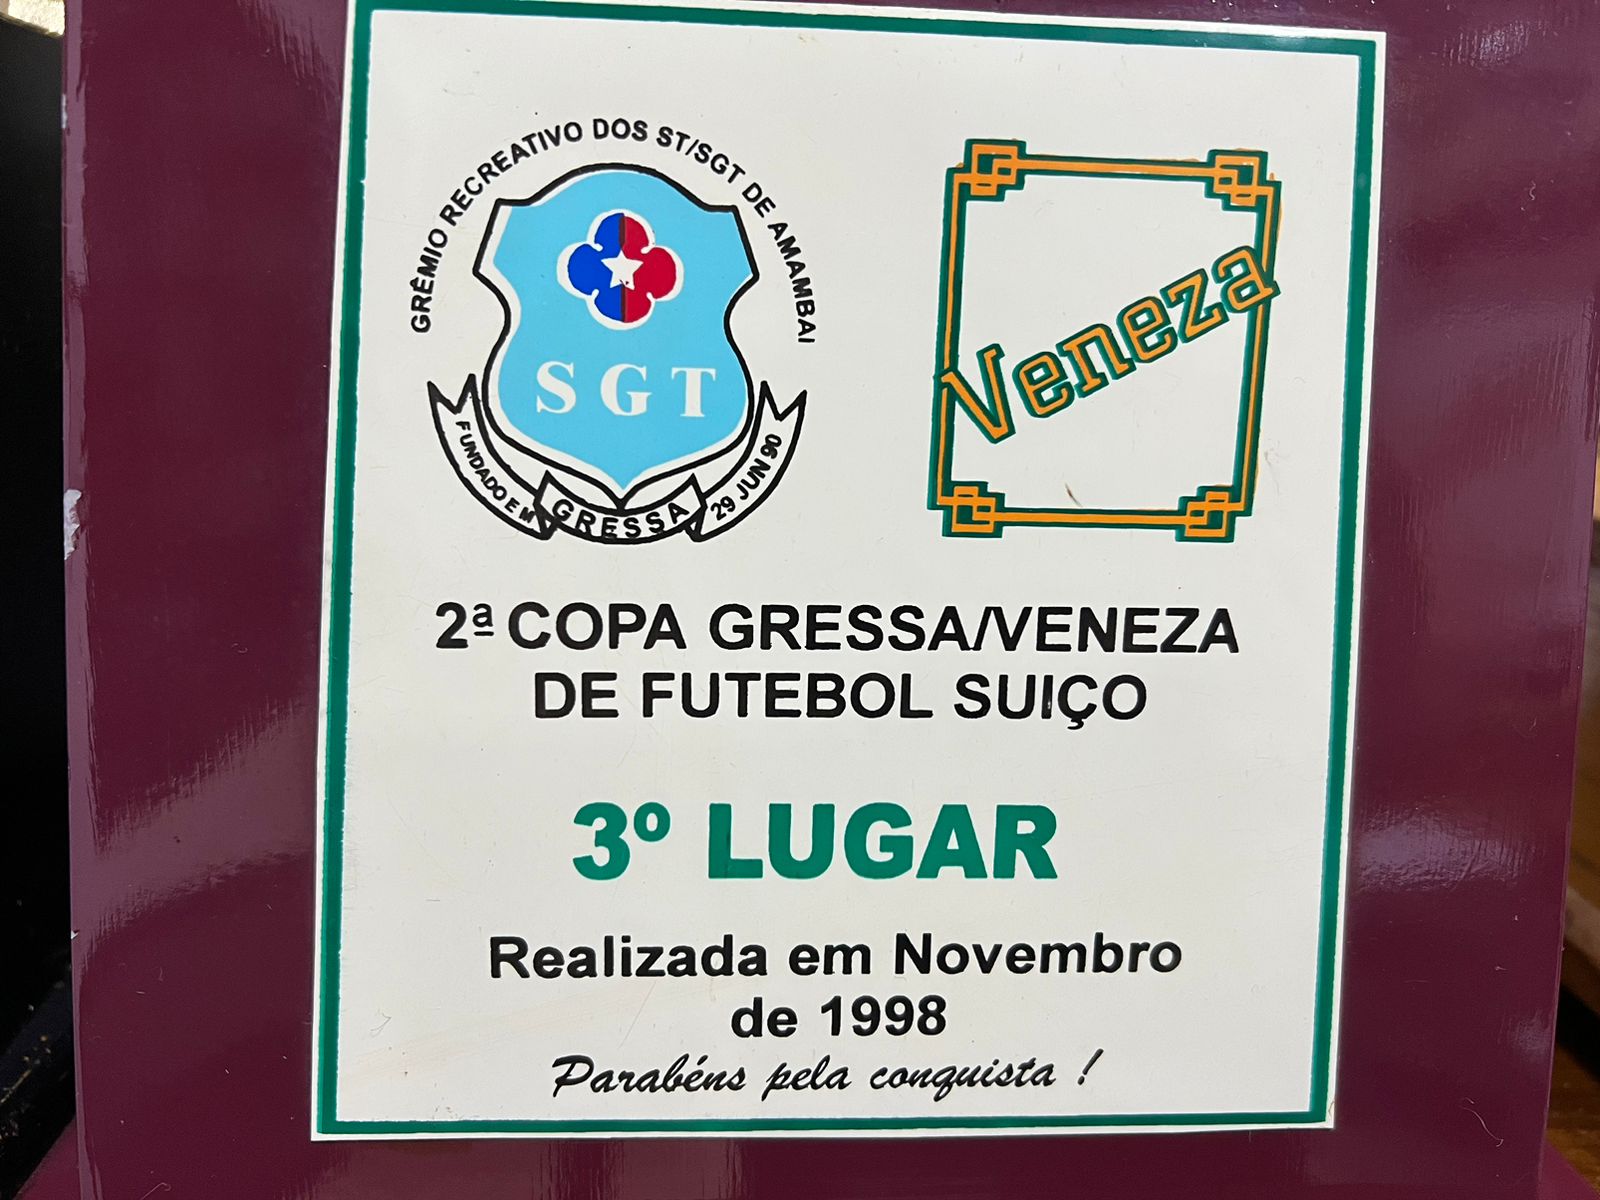 GRÊMIO RECREATIVO DOS ST/SGT DE AMAMBAI
SGT
FUNDADO EM
GRESSA
29 JUN 90
Veneza
2ª COPA GRESSA/VENEZA
DE FUTEBOL SUIÇO
3º LUGAR
Realizada em Novembro
de 1998
Parabéns pela conquista !